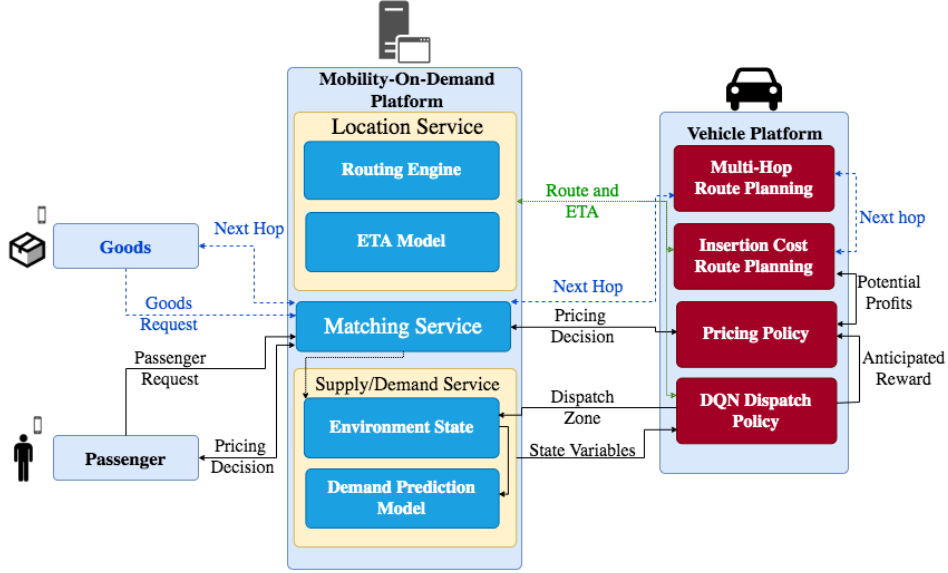 Mobility-On-Demand
Platform
Location Service
Routing Engine
ETA Model
Matching Service
Supply/Demand Service
Environment State
Demand Prediction
Model
Vehicle Platform
Multi-Hop
Route Planning
Insertion Cost
Route Planning
Pricing Policy
DQN Dispatch
Policy
Goods
Passenger
Next Hop
Goods
Request
Passenger
Request
Pricing
Decision
Route and
ETA
Next Hop
Pricing
Decision
Dispatch
Zone
State Variables
Next hop
Potential
Profits
Anticipated
Reward